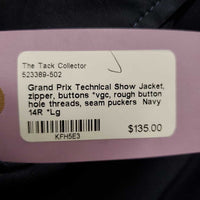 The Tack Collector
523389-502
Grand Prix Technical Show Jacket,
zipper, buttons *vgc, rough button
hole threads, seam puckers Navy
14R *Lg
$135.00
KFH5E3